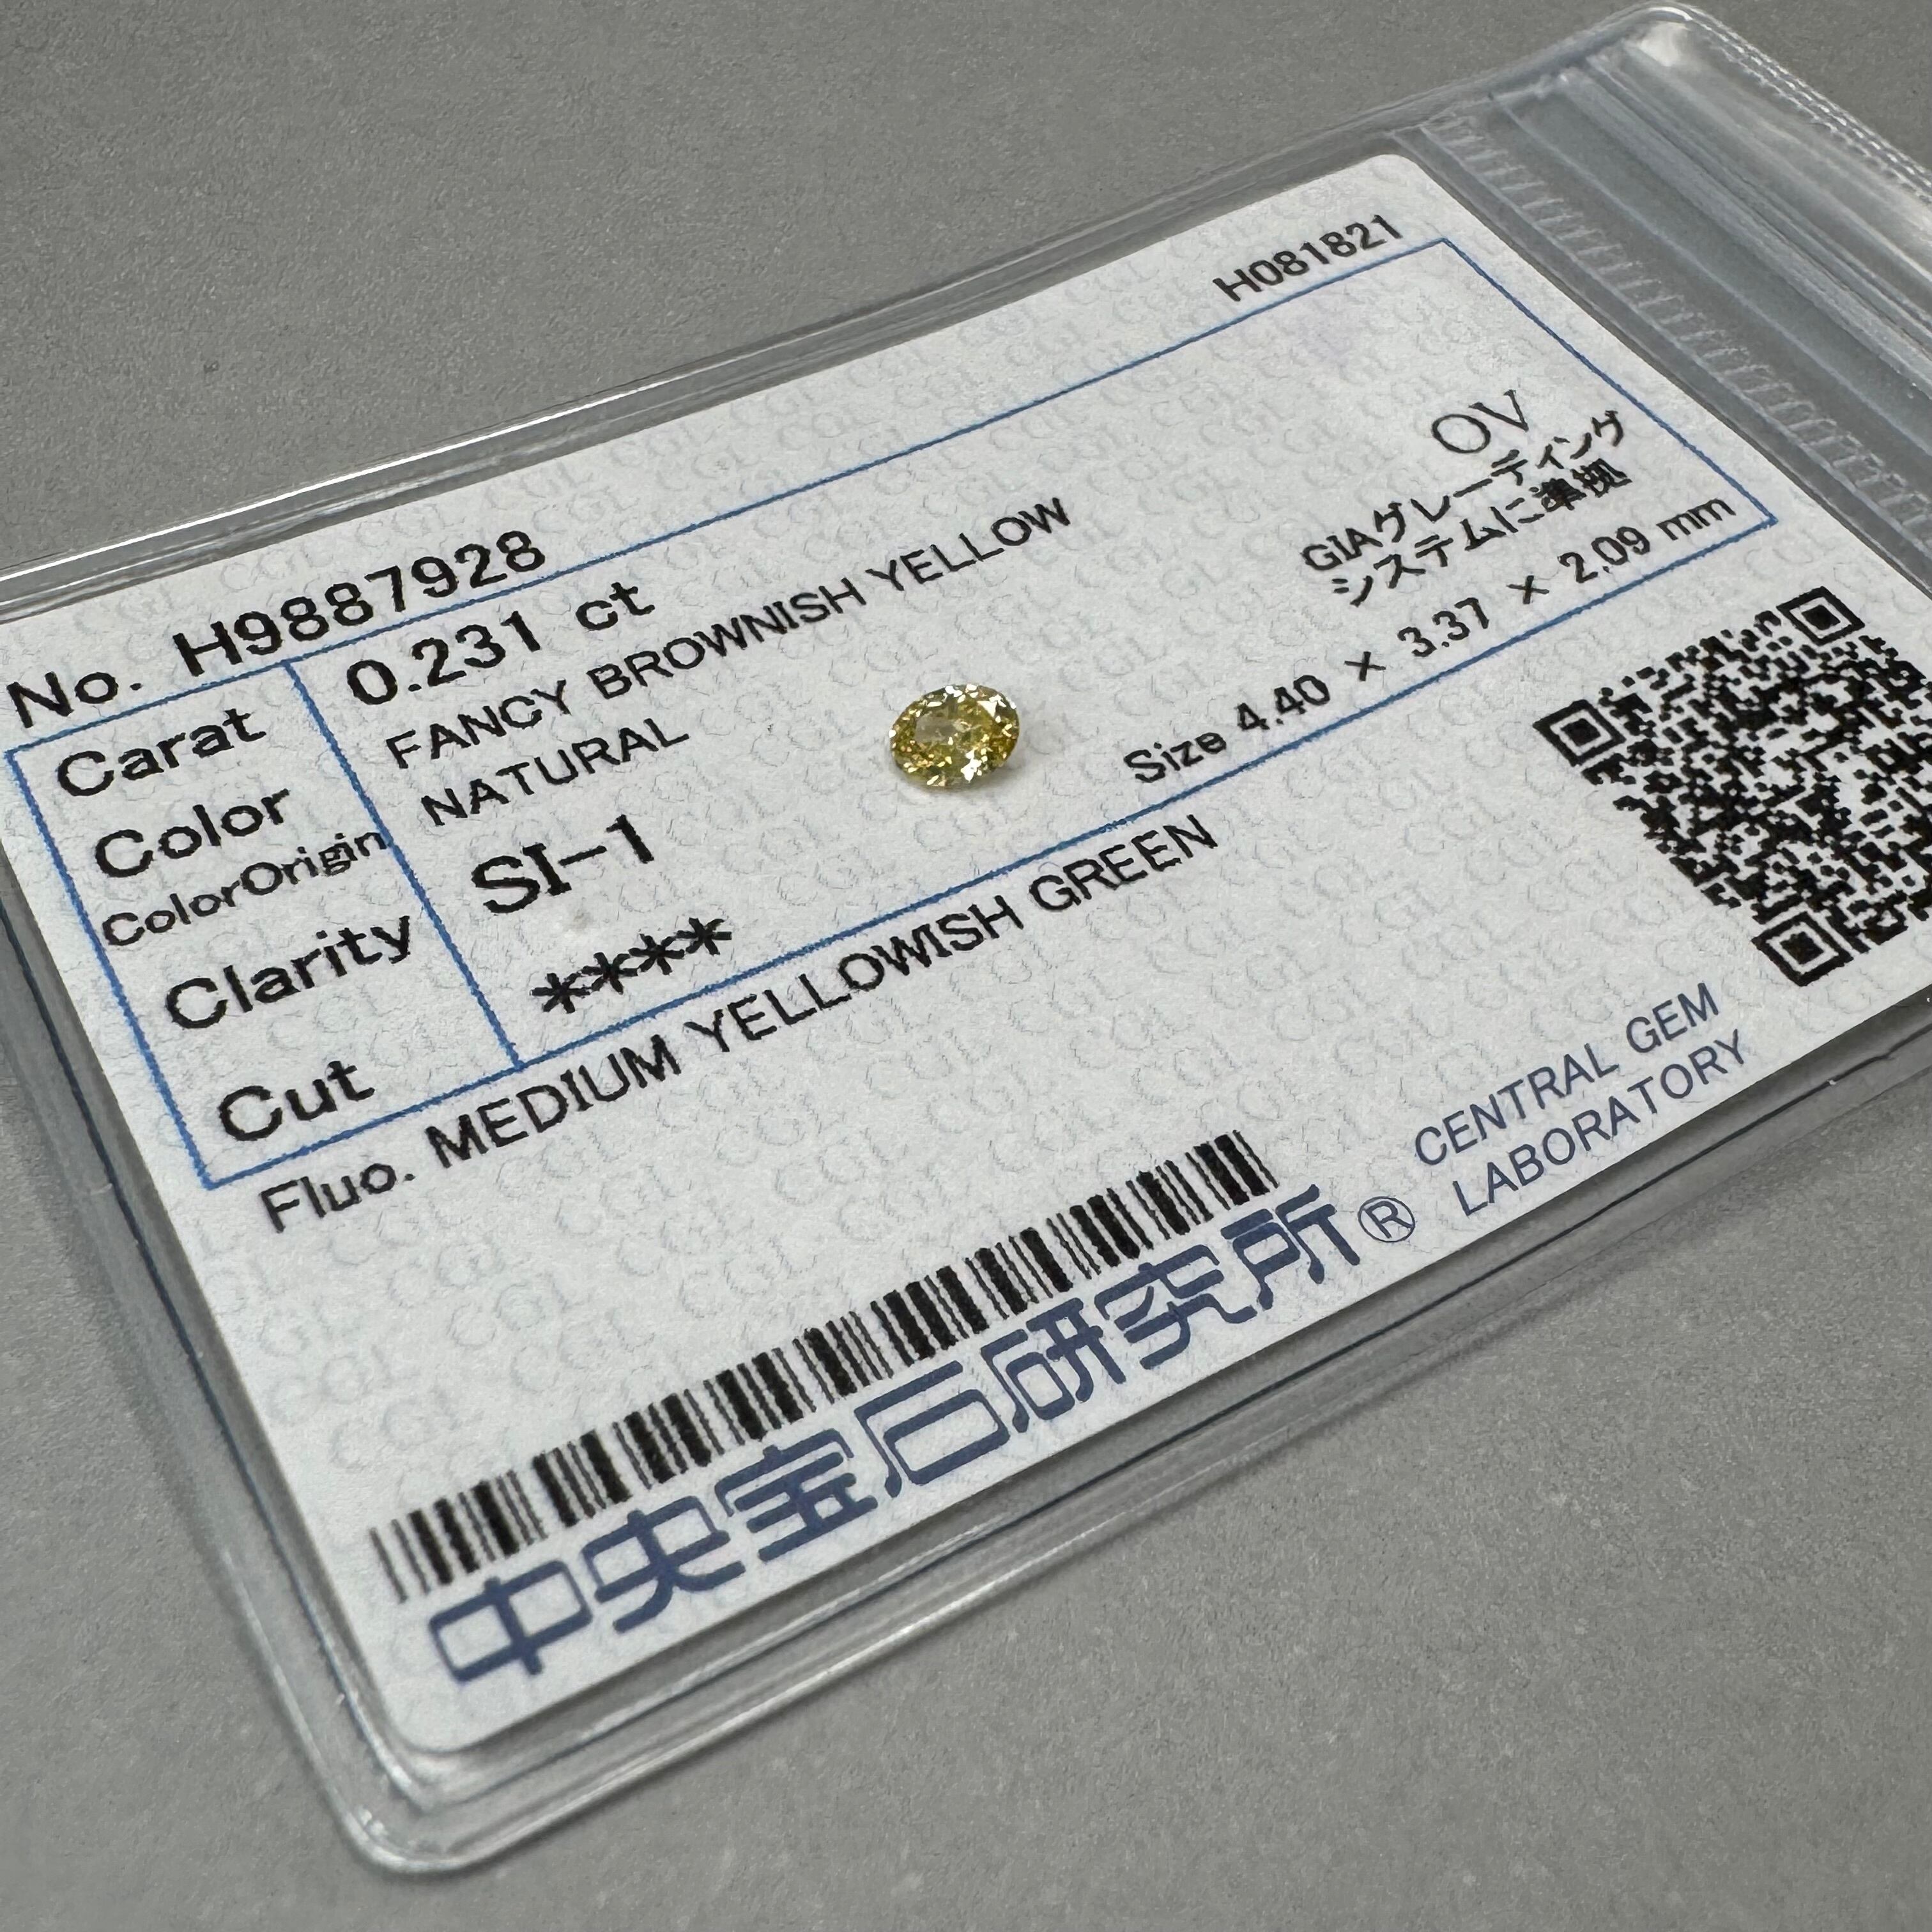 No. H9887928
H081821
Carat 0.231 ct
Color FANCY BROWNISH YELLOW
ColorOrigin NATURAL
OV
GIAグレーディング
システムに準拠
Clarity SI-1
Size 4.40 × 3.37 × 2.09 mm
Cut ****
Fluo. MEDIUM YELLOWISH GREEN
CENTRAL GEM
LABORATORY
中央宝石研究所®